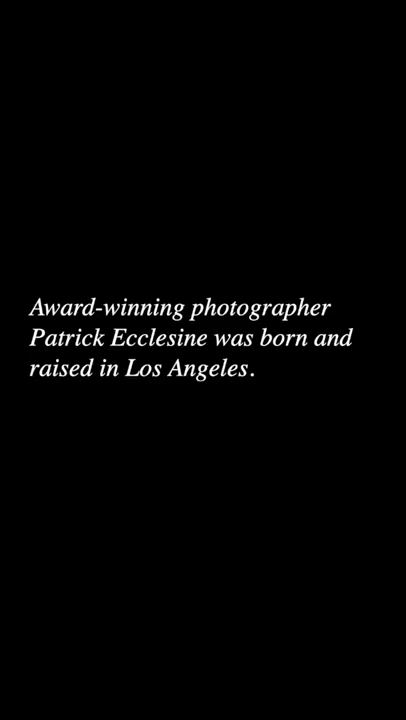 Award-winning photographer
Patrick Ecclesine was born and
raised in Los Angeles.